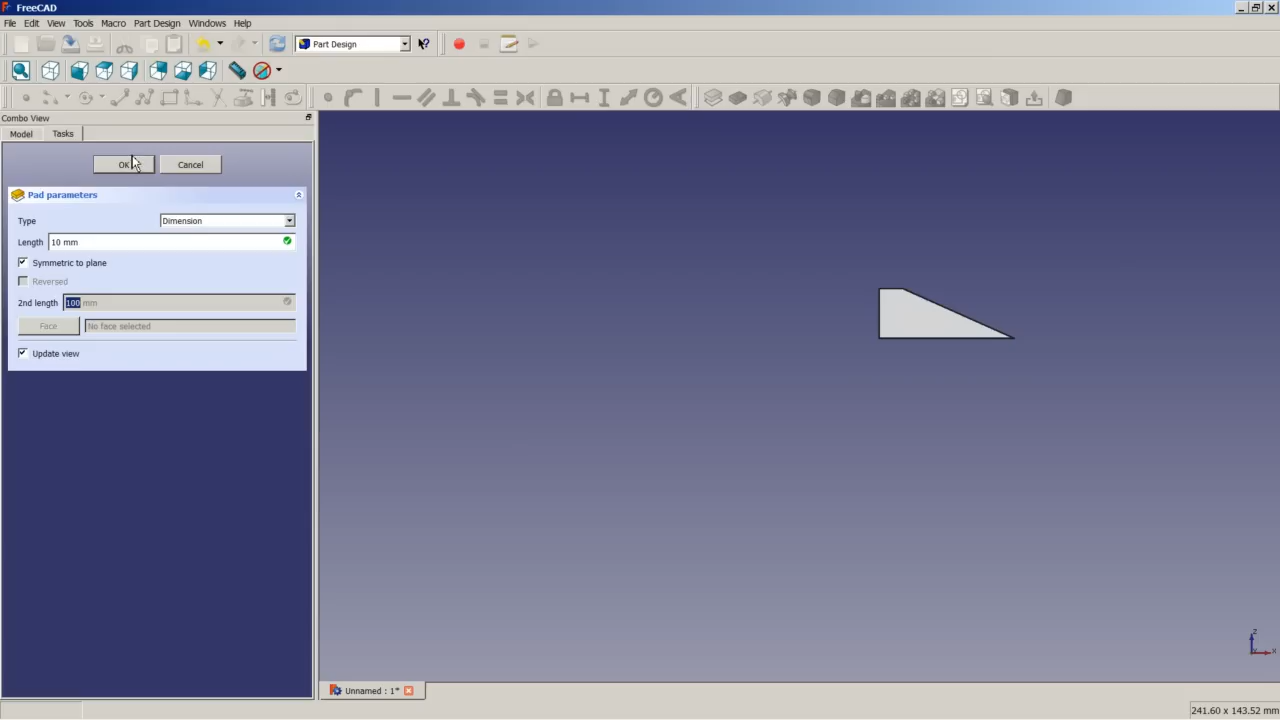 FreeCAD
File Edit View Tools Macro Part Design Windows Help
Part Design
Combo View
Model Tasks
OK Cancel
Pad parameters
Type Dimension
Length 10 mm
Symmetric to plane
Reversed
2nd length 100 mm
Face No face selected
Update view
z
x
Unnamed : 1*
241.60 x 143.52 mm